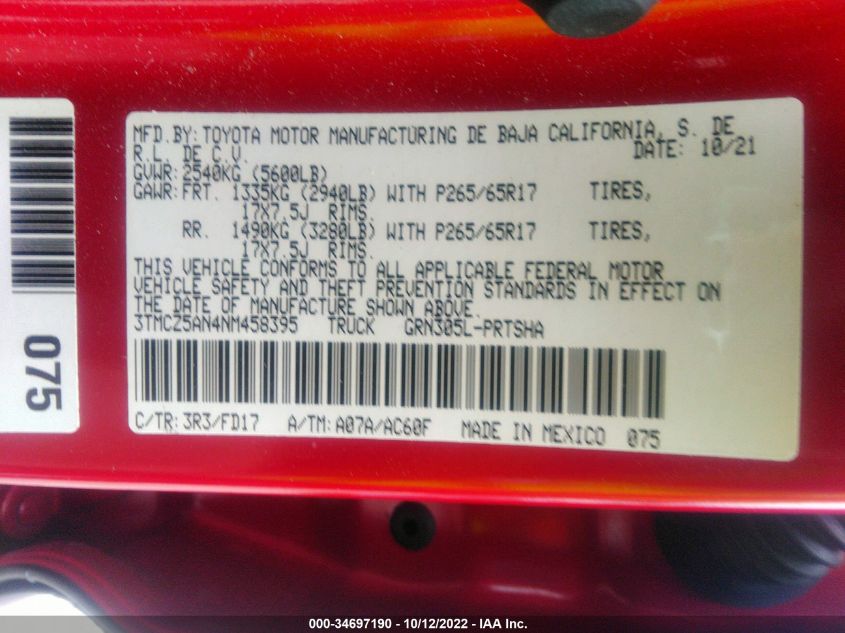 MFD.BY: TOYOTA MOTOR MANUFACTURING DE BAJA CALIFORNIA, S. DE
R.L. DE C.V. DATE: 10/21
GVWR: 2540KG (5600LB)
GAWR: FRT. 1335KG (2940LB) WITH P265/65R17 TIRES,
17X7.5J RIMS.
RR. 1490KG (3280LB) WITH P265/65R17 TIRES,
17X7.5J RIMS.
THIS VEHICLE CONFORMS TO ALL APPLICABLE FEDERAL MOTOR
VEHICLE SAFETY AND THEFT PREVENTION STANDARDS IN EFFECT ON
THE DATE OF MANUFACTURE SHOWN ABOVE.
3TMCZ5AN4NM458395 TRUCK GRN305L-PRTSHA
C/TR: 3R3/FD17 A/TM: A07A/AC60F MADE IN MEXICO 075
075
000-34697190 - 10/12/2022 - IAA Inc.